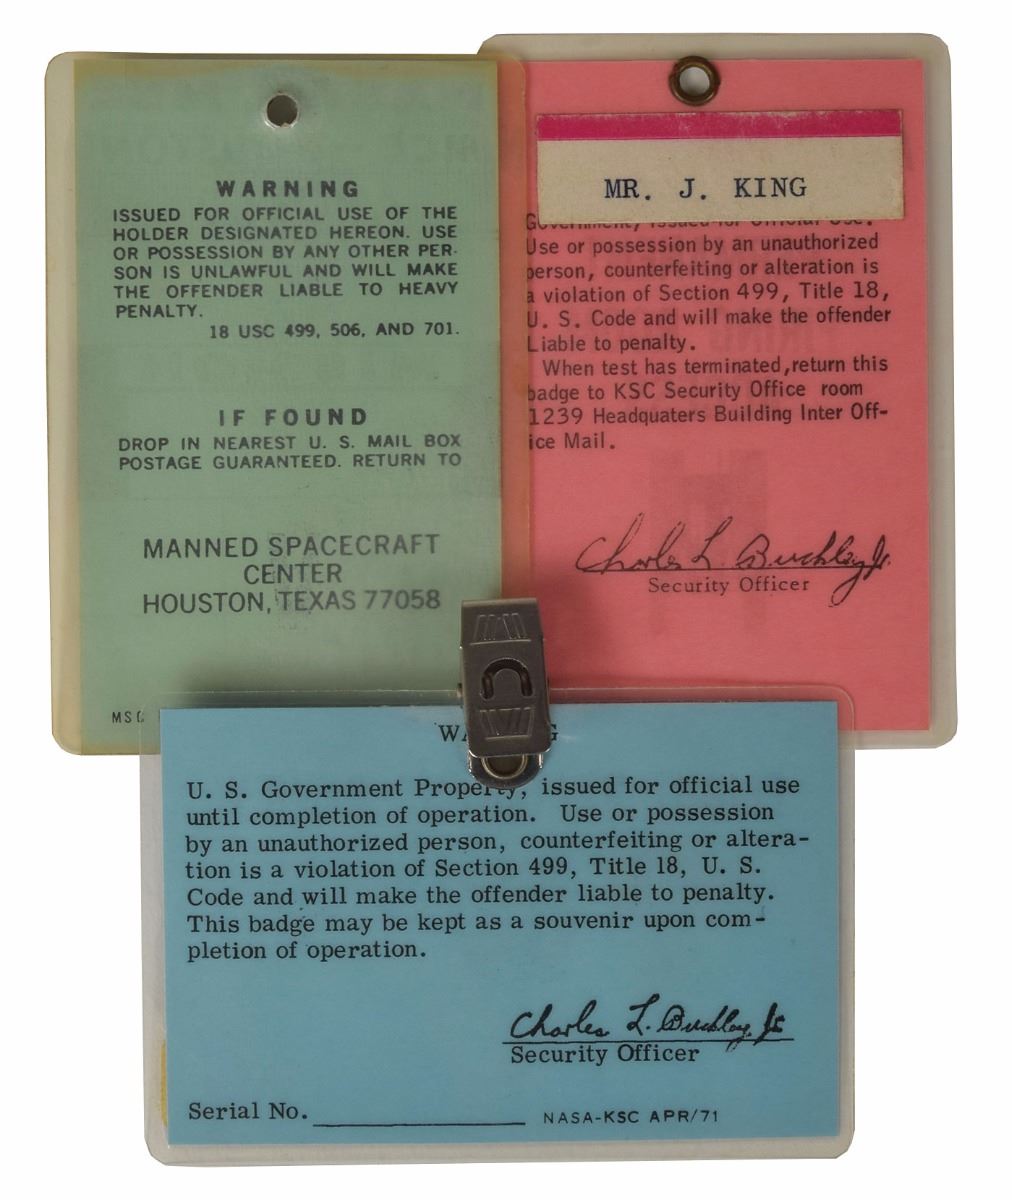 WARNING
ISSUED FOR OFFICIAL USE OF THE
HOLDER DESIGNATED HEREON. USE
OR POSSESSION BY ANY OTHER PER-
SON IS UNLAWFUL AND WILL MAKE
THE OFFENDER LIABLE TO HEAVY
PENALTY.
18 USC 499, 506, AND 701.
IF FOUND
DROP IN NEAREST U. S. MAIL BOX
POSTAGE GUARANTEED. RETURN TO
MANNED SPACECRAFT
CENTER
HOUSTON, TEXAS 77058
MSC
MR. J. KING
Government, issued for official use.
Use or possession by an unauthorized
person, counterfeiting or alteration is
a violation of Section 499, Title 18,
U. S. Code and will make the offender
Liable to penalty.
When test has terminated,return this
badge to KSC Security Office room
1239 Headquaters Building Inter Off-
ice Mail.
Charles L. Buckley Jr.
Security Officer
U. S. Government Property, issued for official use
until completion of operation. Use or possession
by an unauthorized person, counterfeiting or altera-
tion is a violation of Section 499, Title 18, U. S.
Code and will make the offender liable to penalty.
This badge may be kept as a souvenir upon com-
pletion of operation.
Charles L. Buckley, Jr.
Security Officer
Serial No.
NASA-KSC APR/71